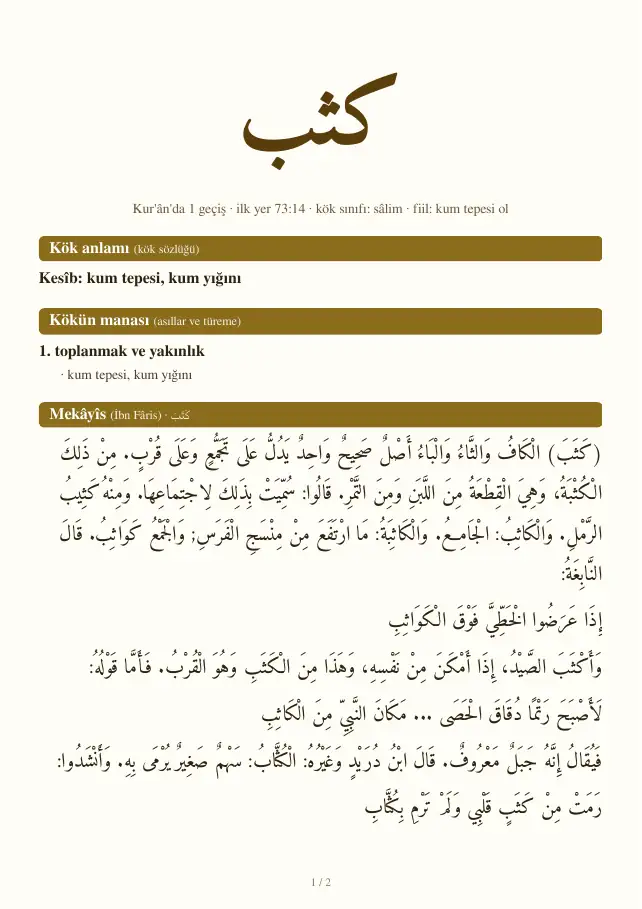 كثب
Kur'ân'da 1 geçiş · ilk yer 73:14 · kök sınıfı: sâlim · fiil: kum tepesi ol
Kök anlamı (kök sözlüğü)
Kesîb: kum tepesi, kum yığını
Kökün manası (asıllar ve türeme)
1. toplanmak ve yakınlık
· kum tepesi, kum yığını
Mekâyîs (İbn Fâris) · كَثَبَ
(كَثَبَ) الْكَافُ وَالثَّاءُ وَالْبَاءُ أَصْلٌ صَحِيحٌ وَاحِدٌ يَدُلُّ عَلَى تَجَمُّعٍ وَعَلَى قُرْبٍ. مِنْ ذَلِكَ
الْكُثْبَةُ، وَهِيَ الْقِطْعَةُ مِنَ اللَّبَنِ وَمِنَ التَّمْرِ. قَالُوا: سُمِّيَتْ بِذَلِكَ لِاجْتِمَاعِهَا. وَمِنْهُ كَثِيبُ
الرَّمْلِ. وَالْكَاثِبُ: الْجَامِعُ. وَالْكَاثِبَةُ: مَا ارْتَفَعَ مِنْ مِنْسَجِ الْفَرَسِ; وَالْجَمْعُ كَوَاثِبُ. قَالَ
النَّابِغَةُ:
إِذَا عَرَضُوا الْخَطِّيَّ فَوْقَ الْكَوَاثِبِ
وَأَكْثَبَ الصَّيْدُ، إِذَا أَمْكَنَ مِنْ نَفْسِهِ، وَهَذَا مِنَ الْكَثَبِ وَهُوَ الْقُرْبُ. فَأَمَّا قَوْلُهُ:
لَأَصْبَحَ رَتْمًا دُقَاقَ الْحَصَى ... مَكَانَ النَّبِيِّ مِنَ الْكَاثِبِ
فَيُقَالُ إِنَّهُ جَبَلٌ مَعْرُوفٌ. قَالَ ابْنُ دُرَيْدٍ وَغَيْرُهُ: الْكُثَّابُ: سَهْمٌ صَغِيرٌ يُرْمَى بِهِ. وَأَنْشَدُوا:
رَمَتْ مِنْ كَثَبٍ قَلْبِي وَلَمْ تَرْمِ بِكُثَّابِ
1 / 2